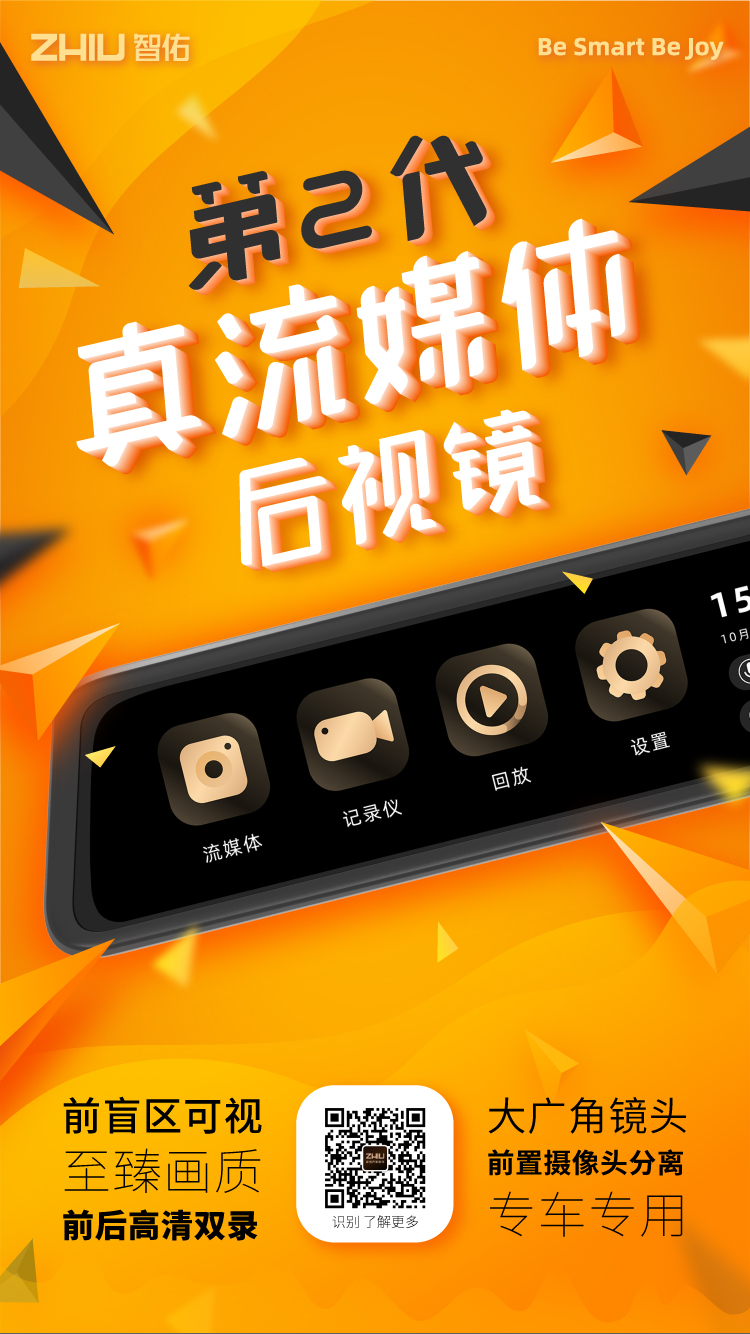 ZHIU 智佑
Be Smart Be Joy
第2代
真流媒体
后视镜
15
10月
流媒体
记录仪
回放
设置
前盲区可视
至臻画质
前后高清双录
ZHIU
识别 了解更多
大广角镜头
前置摄像头分离
专车专用